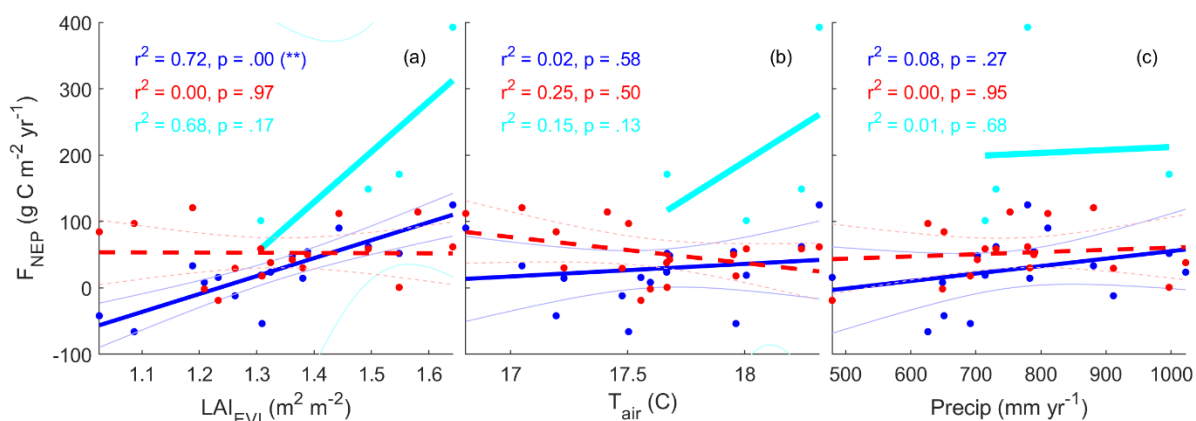 F_NEP (g C m^-2 yr^-1)
400
300
200
100
0
-100
r^2 = 0.72, p = .00 (**)
r^2 = 0.00, p = .97
r^2 = 0.68, p = .17
(a)
1.1 1.2 1.3 1.4 1.5 1.6
LAI_EVI (m^2 m^-2)
r^2 = 0.02, p = .58
r^2 = 0.25, p = .50
r^2 = 0.15, p = .13
(b)
17 17.5 18
T_air (C)
r^2 = 0.08, p = .27
r^2 = 0.00, p = .95
r^2 = 0.01, p = .68
(c)
500 600 700 800 900 1000
Precip (mm yr^-1)